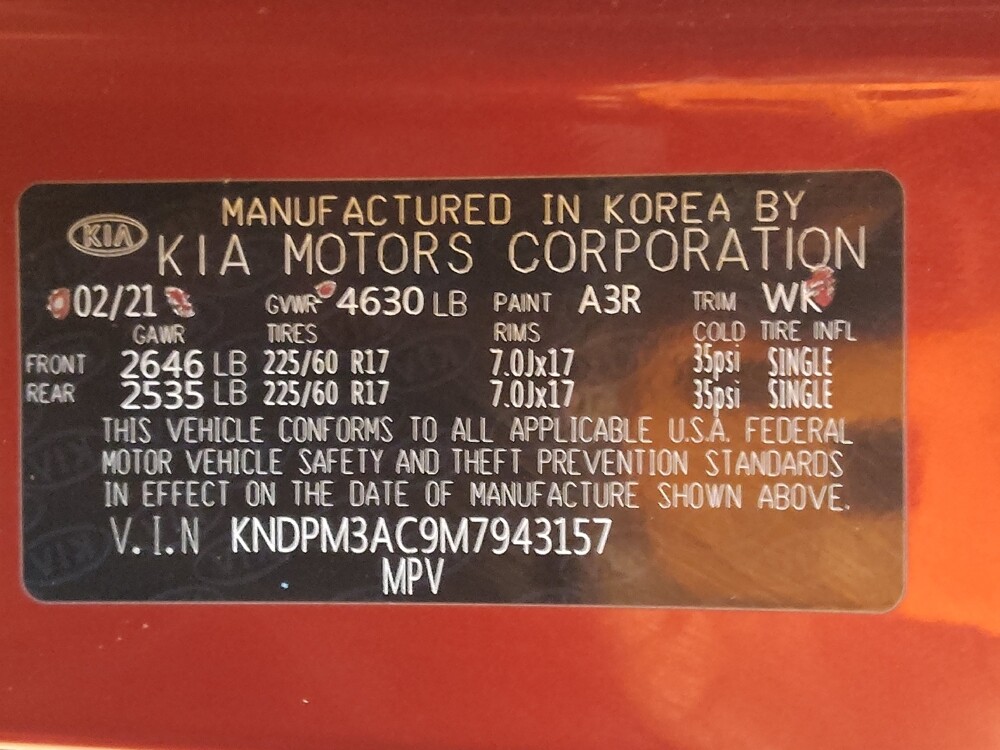 KIA
MANUFACTURED IN KOREA BY
KIA MOTORS CORPORATION
02/21 GVWR 4630 LB PAINT A3R TRIM WK
GAWR TIRES RIMS COLD TIRE INFL
FRONT 2646 LB 225/60 R17 7.0Jx17 35psi SINGLE
REAR 2535 LB 225/60 R17 7.0Jx17 35psi SINGLE
THIS VEHICLE CONFORMS TO ALL APPLICABLE U.S.A. FEDERAL
MOTOR VEHICLE SAFETY AND THEFT PREVENTION STANDARDS
IN EFFECT ON THE DATE OF MANUFACTURE SHOWN ABOVE.
V.I.N KNDPM3AC9M7943157
MPV